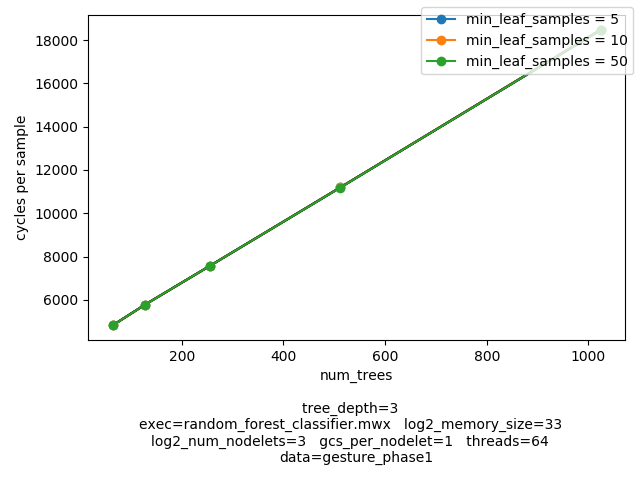 min_leaf_samples = 5
min_leaf_samples = 10
min_leaf_samples = 50
18000
16000
14000
12000
10000
8000
6000
cycles per sample
200 400 600 800 1000
num_trees
tree_depth=3
exec=random_forest_classifier.mwx log2_memory_size=33
log2_num_nodelets=3 gcs_per_nodelet=1 threads=64
data=gesture_phase1